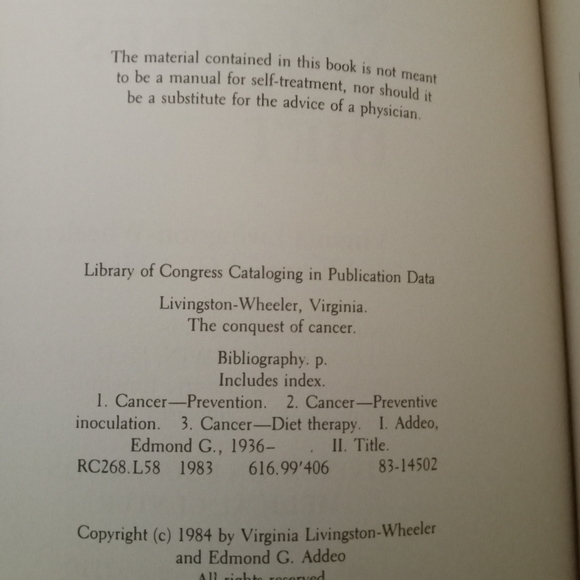 The material contained in this book is not meant
to be a manual for self-treatment, nor should it
be a substitute for the advice of a physician.
Library of Congress Cataloging in Publication Data
Livingston-Wheeler, Virginia.
The conquest of cancer.
Bibliography. p.
Includes index.
1. Cancer—Prevention. 2. Cancer—Preventive
inoculation. 3. Cancer—Diet therapy. I. Addeo,
Edmond G., 1936– . II. Title.
RC268.L58 1983 616.99'406 83-14502
Copyright (c) 1984 by Virginia Livingston-Wheeler
and Edmond G. Addeo
All rights reserved